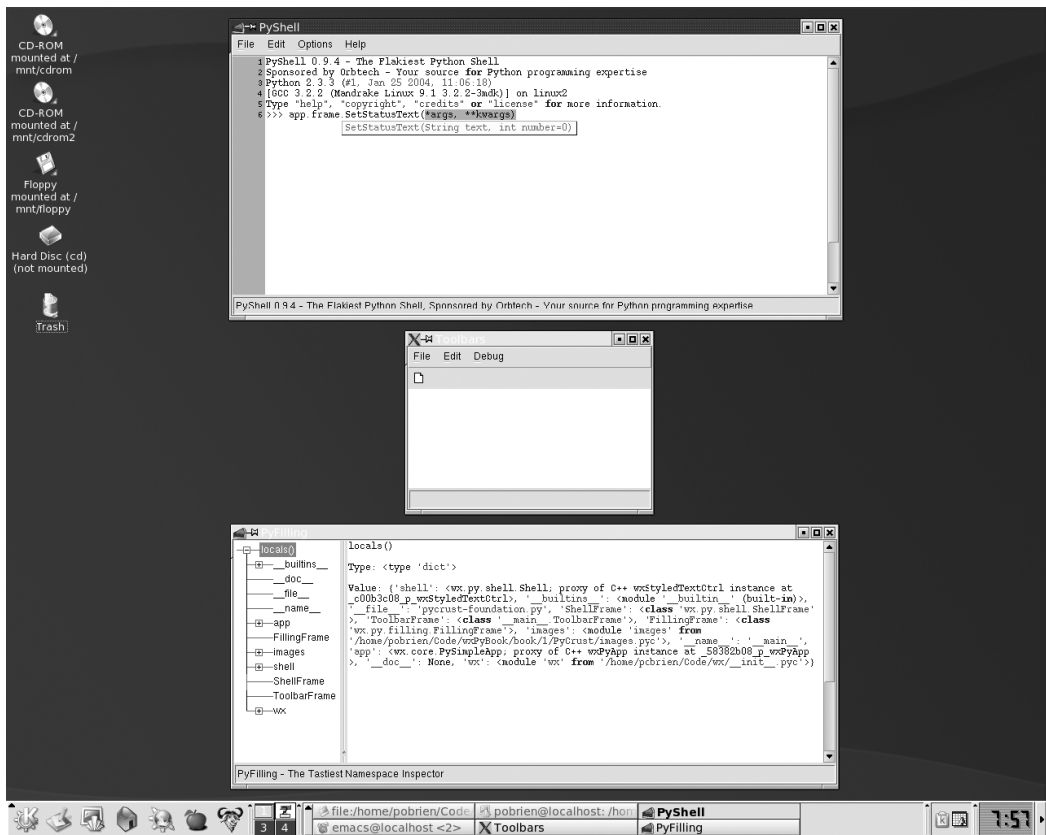 CD-ROM
mounted at /
mnt/cdrom
CD-ROM
mounted at /
mnt/cdrom2
Floppy
mounted at /
mnt/floppy
Hard Disc (cd)
(not mounted)
Trash
PyShell
File Edit Options Help
1 PyShell 0.9.4 - The Flakiest Python Shell
2 Sponsored by Orbtech - Your source for Python programming expertise
3 Python 2.3.3 (#1, Jan 25 2004, 11:06:18)
4 [GCC 3.2.2 (Mandrake Linux 9.1 3.2.2-3mdk)] on linux2
5 Type "help", "copyright", "credits" or "license" for more information.
6 >>> app.frame.SetStatusText(*args, **kwargs)
SetStatusText(String text, int number=0)
PyShell 0.9.4 - The Flakiest Python Shell, Sponsored by Orbtech - Your source for Python programming expertise
Toolbars
File Edit Debug
PyFilling
locals()
__builtins__
__doc__
__file__
__name__
app
FillingFrame
images
shell
ShellFrame
ToolbarFrame
wx
locals()
Type: <type 'dict'>
Value: {'shell': <wx.py.shell.Shell; proxy of C++ wxStyledTextCtrl instance at
_c00b3c08_p_wxStyledTextCtrl>, '__builtins__': <module '__builtin__' (built-in)>,
'__file__': 'pycrust-foundation.py', 'ShellFrame': <class 'wx.py.shell.ShellFrame'
>, 'ToolbarFrame': <class '__main__.ToolbarFrame'>, 'FillingFrame': <class
'wx.py.filling.FillingFrame'>, 'images': <module 'images' from
'/home/pobrien/Code/wxPyBook/book/1/PyCrust/images.pyc'>, '__name__': '__main__',
'app': <wx.core.PySimpleApp; proxy of C++ wxPyApp instance at _58382b08_p_wxPyApp
>, '__doc__': None, 'wx': <module 'wx' from '/home/pobrien/Code/wx/__init__.pyc'>}
PyFilling - The Tastiest Namespace Inspector
1 2
3 4
file:/home/pobrien/Code
pobrien@localhost: /hom
PyShell
emacs@localhost <2>
Toolbars
PyFilling
7:57